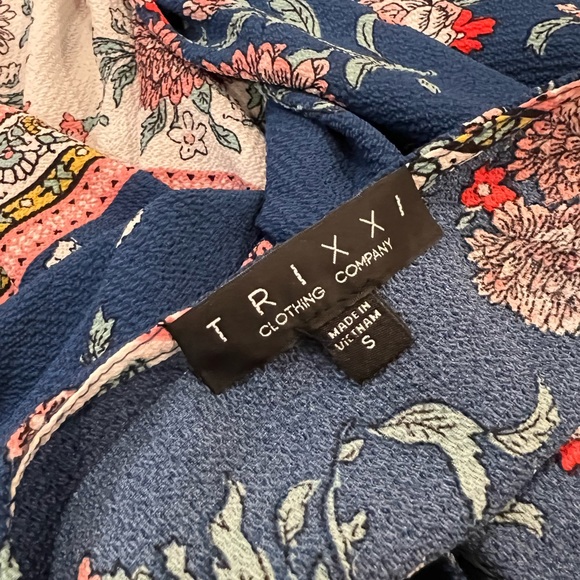 TRIXXI
CLOTHING COMPANY
MADE IN
VIETNAM
S